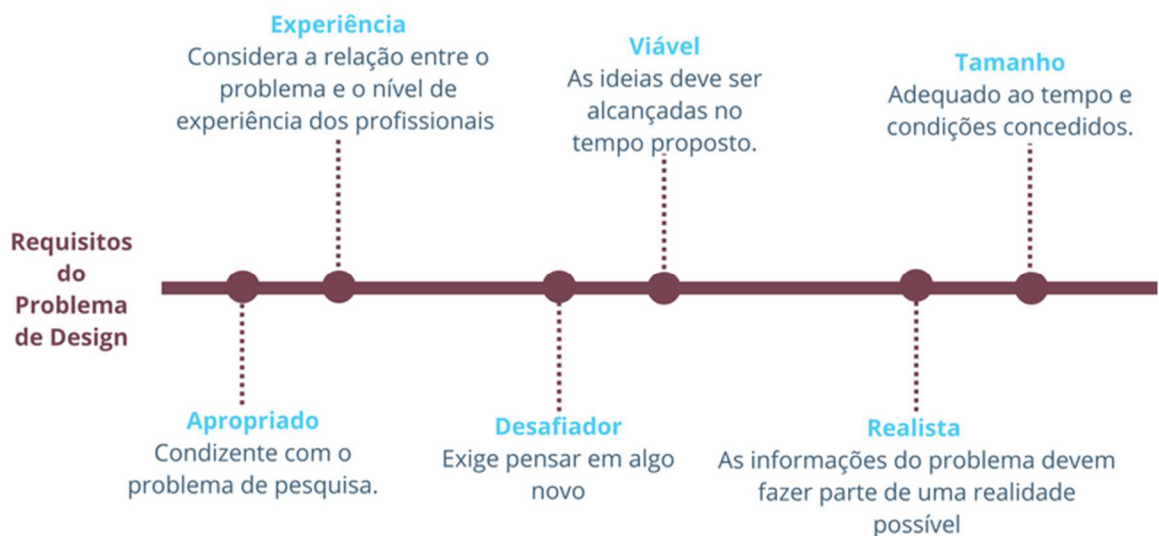 Experiência
Considera a relação entre o
problema e o nível de
experiência dos profissionais
Viável
As ideias deve ser
alcançadas no
tempo proposto.
Tamanho
Adequado ao tempo e
condições concedidos.
Requisitos
do
Problema
de Design
Apropriado
Condizente com o
problema de pesquisa.
Desafiador
Exige pensar em algo
novo
Realista
As informações do problema devem
fazer parte de uma realidade
possível